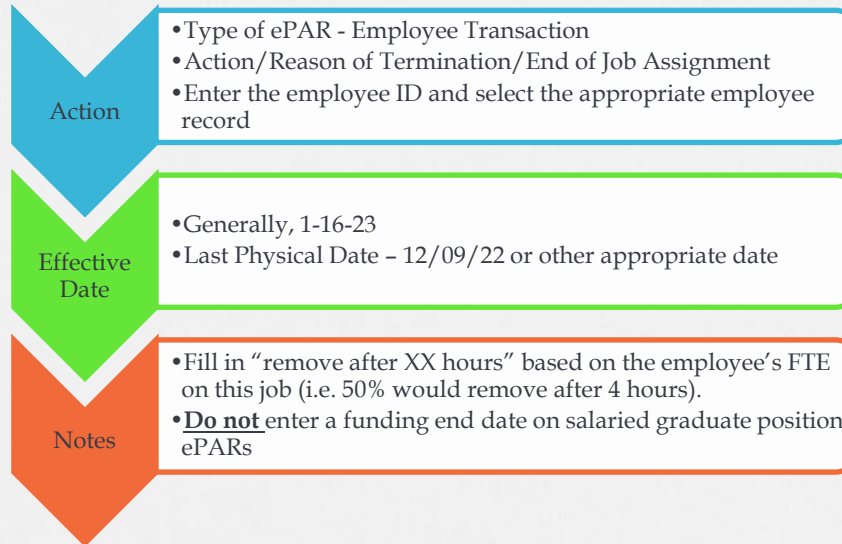 Action
•Type of ePAR - Employee Transaction
•Action/Reason of Termination/End of Job Assignment
•Enter the employee ID and select the appropriate employee
record
Effective
Date
•Generally, 1-16-23
•Last Physical Date – 12/09/22 or other appropriate date
Notes
•Fill in “remove after XX hours” based on the employee’s FTE
on this job (i.e. 50% would remove after 4 hours).
•Do not enter a funding end date on salaried graduate position
ePARs